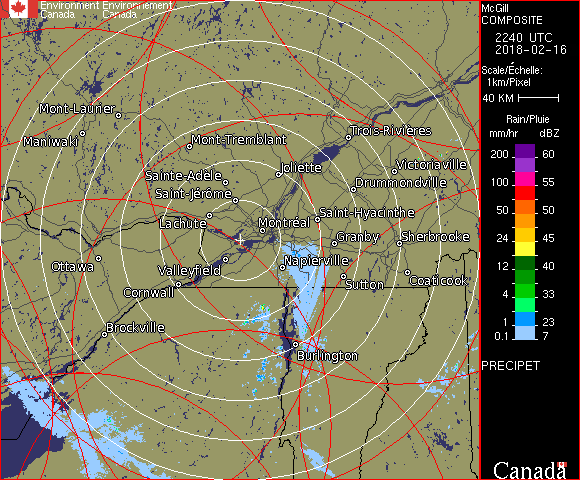 Environment Environnement
Canada Canada
McGill
COMPOSITE
2240 UTC
2018-02-16
Scale/Échelle:
1km/Pixel
40 KM
Rain/Pluie
mm/hr dBZ
200 60
150 57
100 55
50 50
24 45
12 40
4 33
1 23
0.1 7
PRECIPET
Canada
Mont-Laurier
Maniwaki
Mont-Tremblant
Trois-Rivières
Joliette
Victoriaville
Sainte-Adèle
Drummondville
Saint-Jérôme
Lachute
Saint-Hyacinthe
Montréal
Granby
Sherbrooke
Ottawa
Napierville
Valleyfield
Sutton
Coaticook
Cornwall
Brockville
Burlington